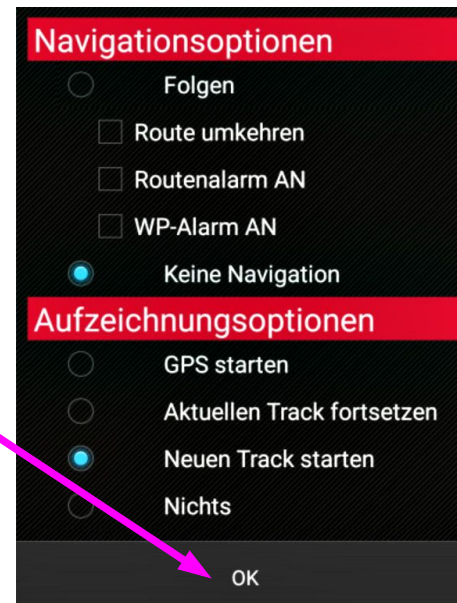 Navigationsoptionen
Folgen
Route umkehren
Routenalarm AN
WP-Alarm AN
Keine Navigation
Aufzeichnungsoptionen
GPS starten
Aktuellen Track fortsetzen
Neuen Track starten
Nichts
OK